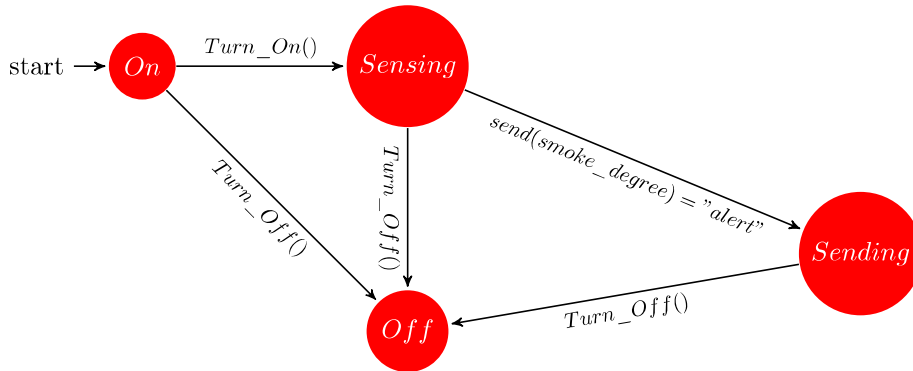 start
On
Turn_On()
Sensing
Turn_Off()
Turn_Off()
send(smoke_degree) = "alert"
Sending
Turn_Off()
Off